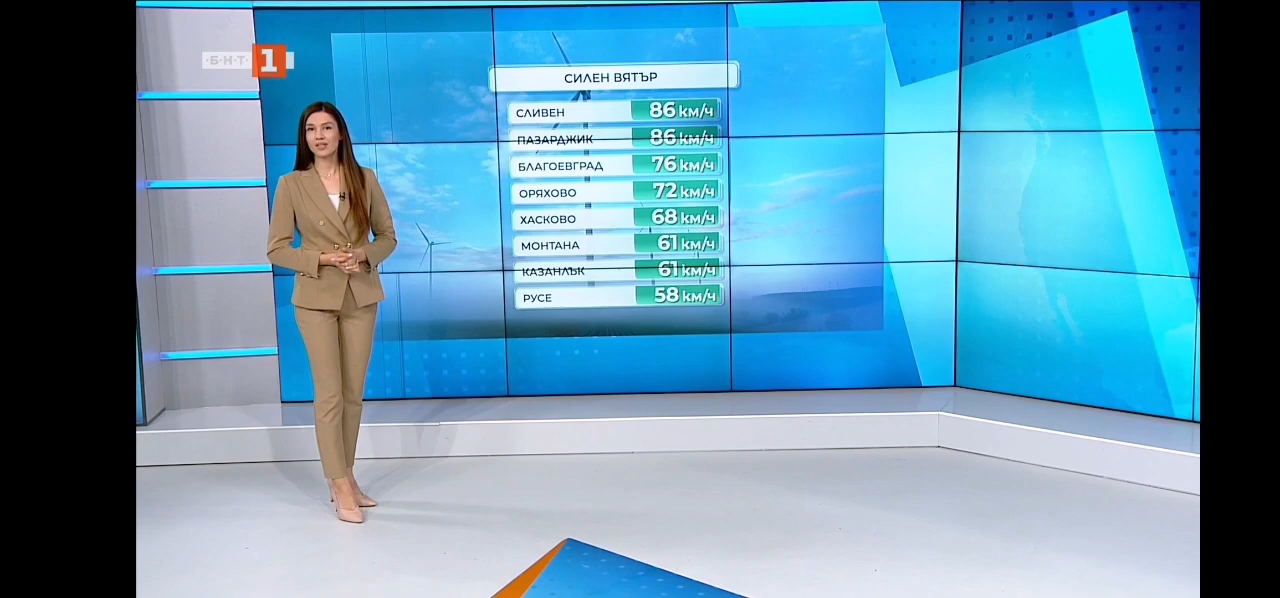 ·Б·Н·Т· 1
СИЛЕН ВЯТЪР
СЛИВЕН 86 км/ч
ПАЗАРДЖИК 86 км/ч
БЛАГОЕВГРАД 76 км/ч
ОРЯХОВО 72 км/ч
ХАСКОВО 68 км/ч
МОНТАНА 61 км/ч
КАЗАНЛЪК 61 км/ч
РУСЕ 58 км/ч